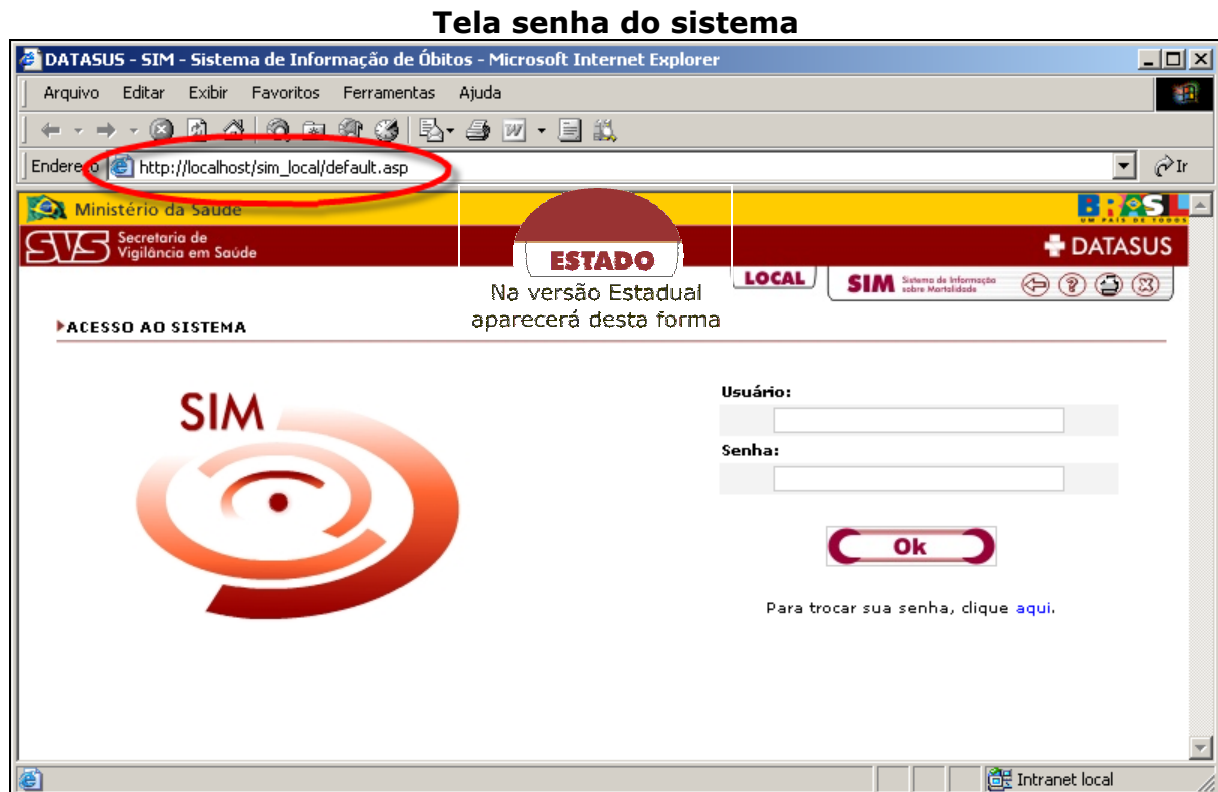 Tela senha do sistema
DATASUS - SIM - Sistema de Informação de Óbitos - Microsoft Internet Explorer
Arquivo Editar Exibir Favoritos Ferramentas Ajuda
Endereço http://localhost/sim_local/default.asp Ir
Ministério da Saúde BRASIL
UM PAÍS DE TODOS
SVS Secretaria de
Vigilância em Saúde
DATASUS
ESTADO
Na versão Estadual
aparecerá desta forma
LOCAL SIM Sistema de Informação
sobre Mortalidade
ACESSO AO SISTEMA
SIM
Usuário:
Senha:
Ok
Para trocar sua senha, clique aqui.
Intranet local